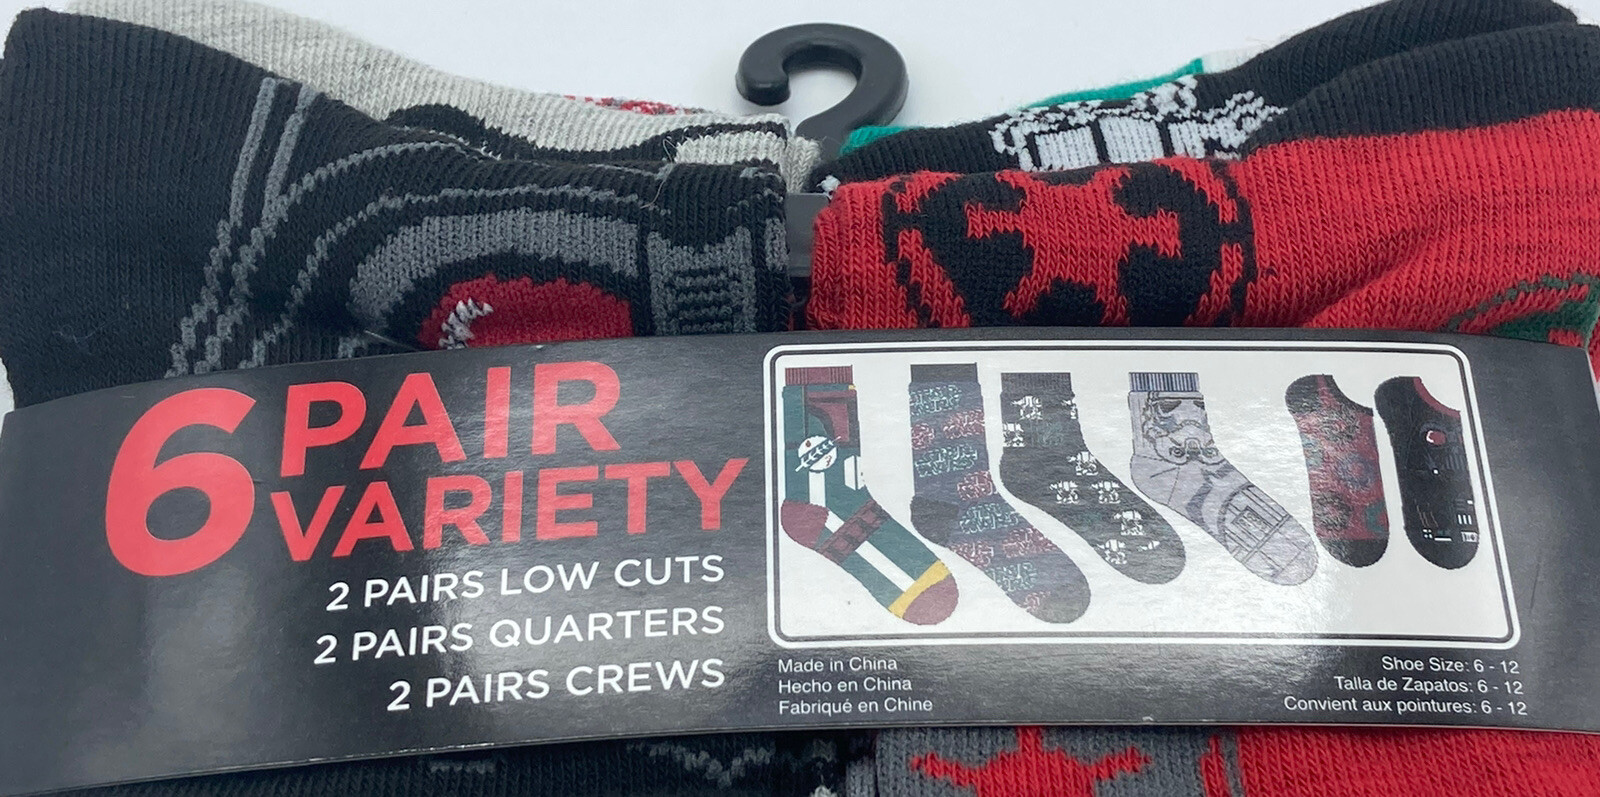 6 PAIR
VARIETY
2 PAIRS LOW CUTS
2 PAIRS QUARTERS
2 PAIRS CREWS
Made in China
Hecho en China
Fabriqué en Chine
Shoe Size: 6 - 12
Talla de Zapatos: 6 - 12
Convient aux pointures: 6 - 12